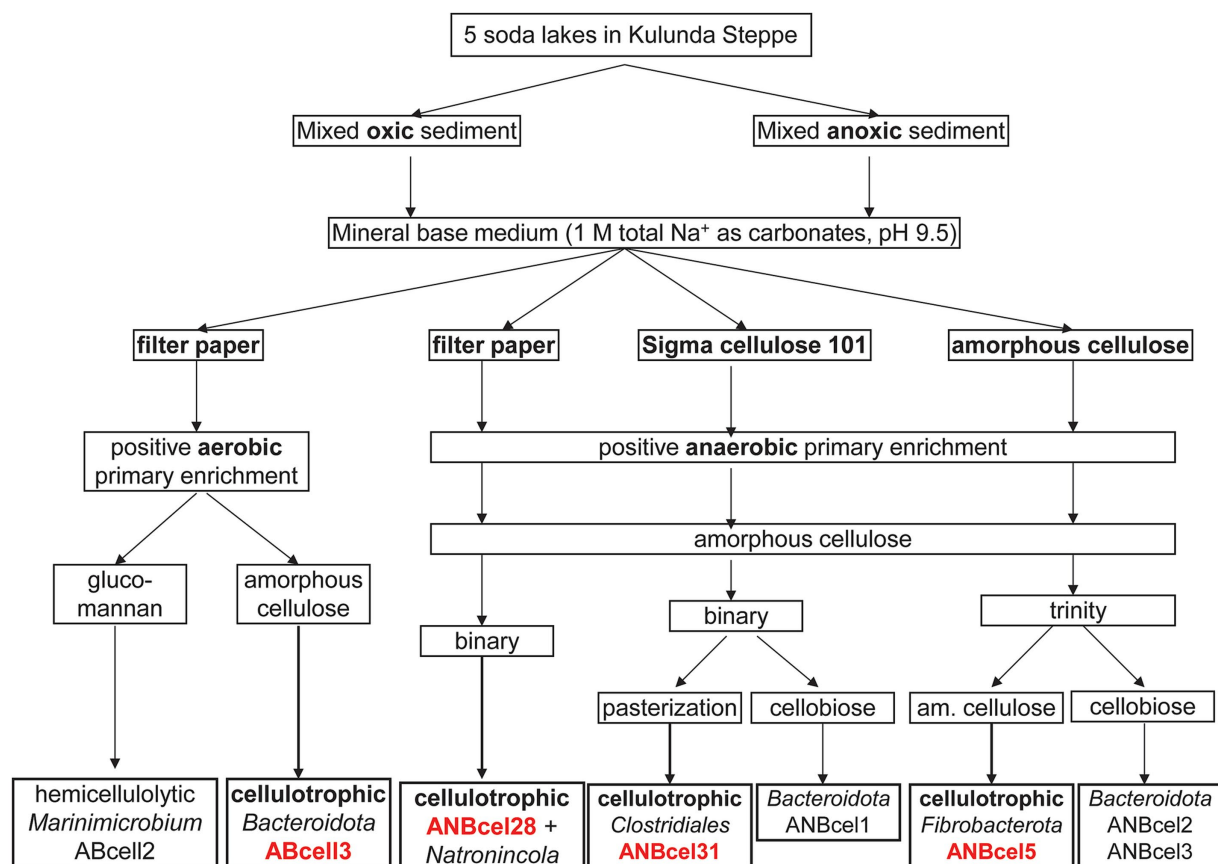 5 soda lakes in Kulunda Steppe
Mixed oxic sediment
Mixed anoxic sediment
Mineral base medium (1 M total Na⁺ as carbonates, pH 9.5)
filter paper
filter paper
Sigma cellulose 101
amorphous cellulose
positive aerobic
primary enrichment
positive anaerobic primary enrichment
amorphous cellulose
gluco-
mannan
amorphous
cellulose
binary
binary
trinity
pasterization
cellobiose
am. cellulose
cellobiose
hemicellulolytic
Marinimicrobium
ABcell2
cellulotrophic
Bacteroidota
ABcell3
cellulotrophic
ANBcel28 +
Natronincola
cellulotrophic
Clostridiales
ANBcel31
Bacteroidota
ANBcel1
cellulotrophic
Fibrobacterota
ANBcel5
Bacteroidota
ANBcel2
ANBcel3